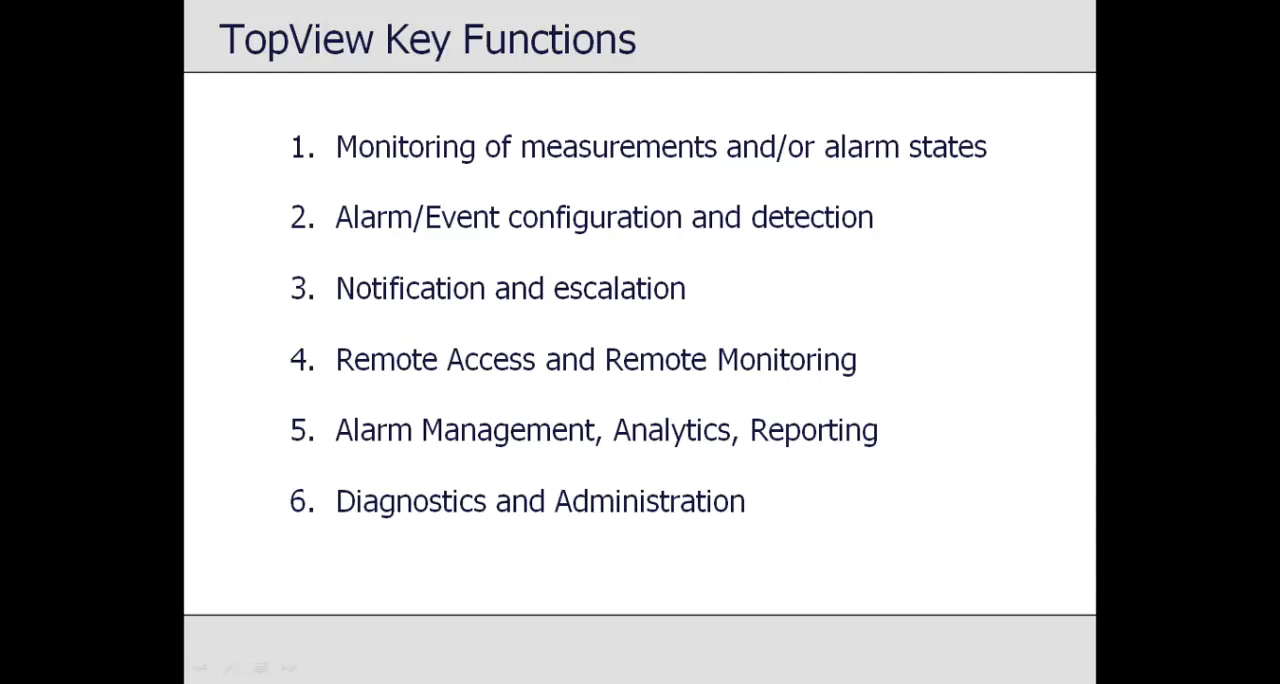 TopView Key Functions
1. Monitoring of measurements and/or alarm states
2. Alarm/Event configuration and detection
3. Notification and escalation
4. Remote Access and Remote Monitoring
5. Alarm Management, Analytics, Reporting
6. Diagnostics and Administration